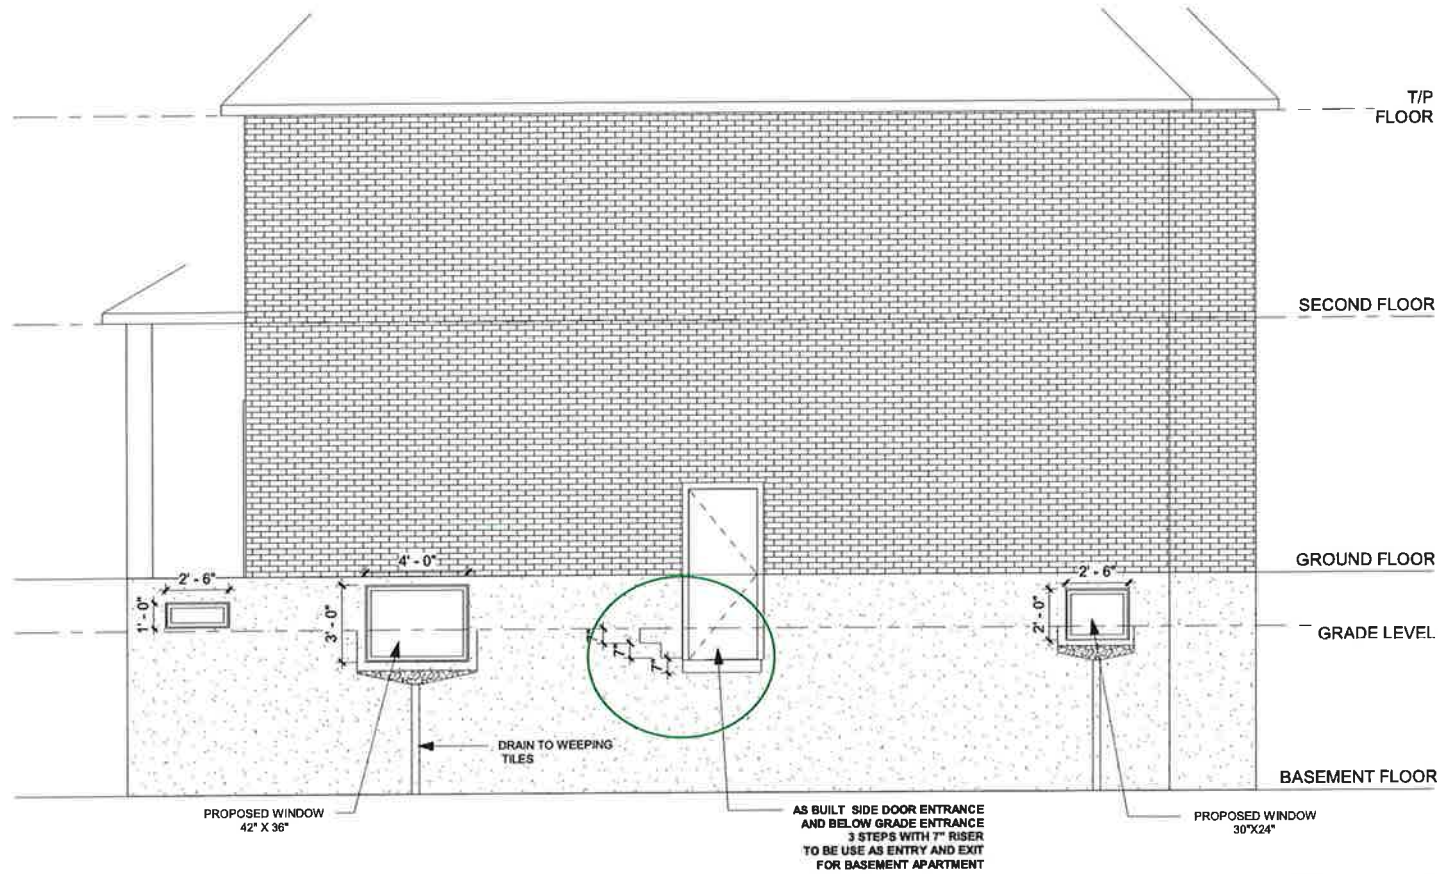 T/P
FLOOR
SECOND FLOOR
GROUND FLOOR
GRADE LEVEL
BASEMENT FLOOR
2' - 6"
1' - 0"
4' - 0"
3' - 0"
7"
7"
7"
2' - 6"
2' - 0"
DRAIN TO WEEPING
TILES
PROPOSED WINDOW
42" X 36"
AS BUILT SIDE DOOR ENTRANCE
AND BELOW GRADE ENTRANCE
3 STEPS WITH 7" RISER
TO BE USE AS ENTRY AND EXIT
FOR BASEMENT APARTMENT
PROPOSED WINDOW
30"X24"